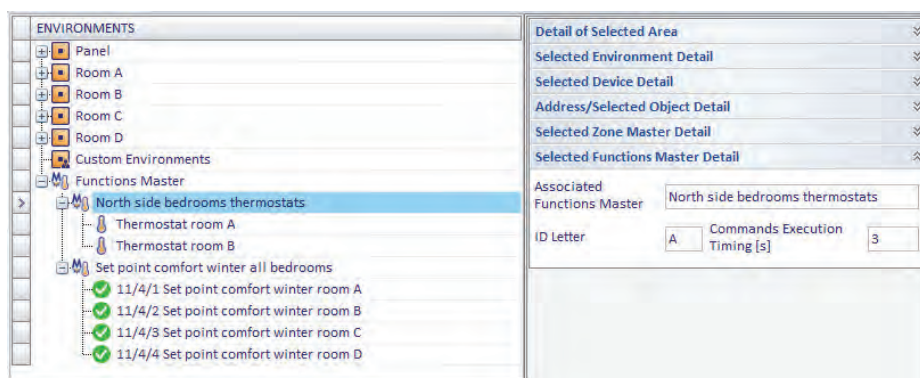 ENVIRONMENTS
Panel
Room A
Room B
Room C
Room D
Custom Environments
Functions Master
North side bedrooms thermostats
Thermostat room A
Thermostat room B
Set point comfort winter all bedrooms
11/4/1 Set point comfort winter room A
11/4/2 Set point comfort winter room B
11/4/3 Set point comfort winter room C
11/4/4 Set point comfort winter room D
Detail of Selected Area
Selected Environment Detail
Selected Device Detail
Address/Selected Object Detail
Selected Zone Master Detail
Selected Functions Master Detail
Associated
Functions Master
North side bedrooms thermostats
ID Letter
A
Commands Execution
Timing [s]
3